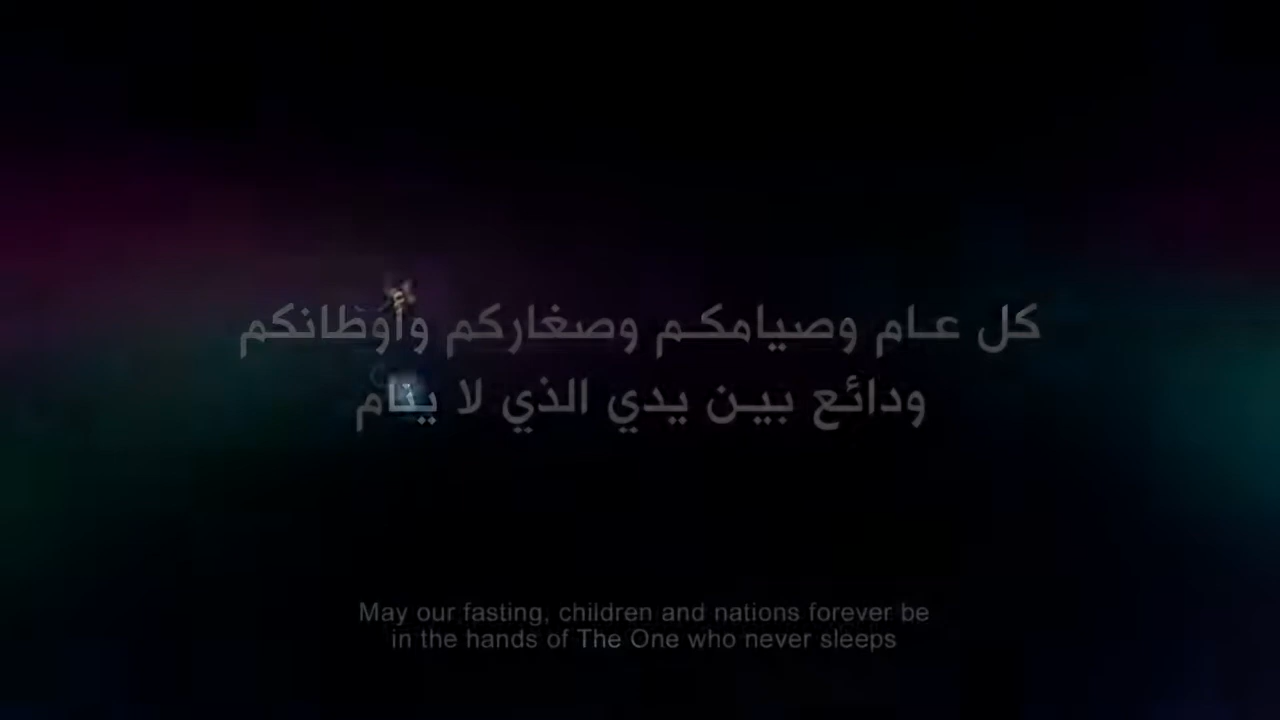 كل عام وصيامكم وصغاركم وأوطانكم
ودائع بين يدي الذي لا ينام
May our fasting, children and nations forever be
in the hands of The One who never sleeps